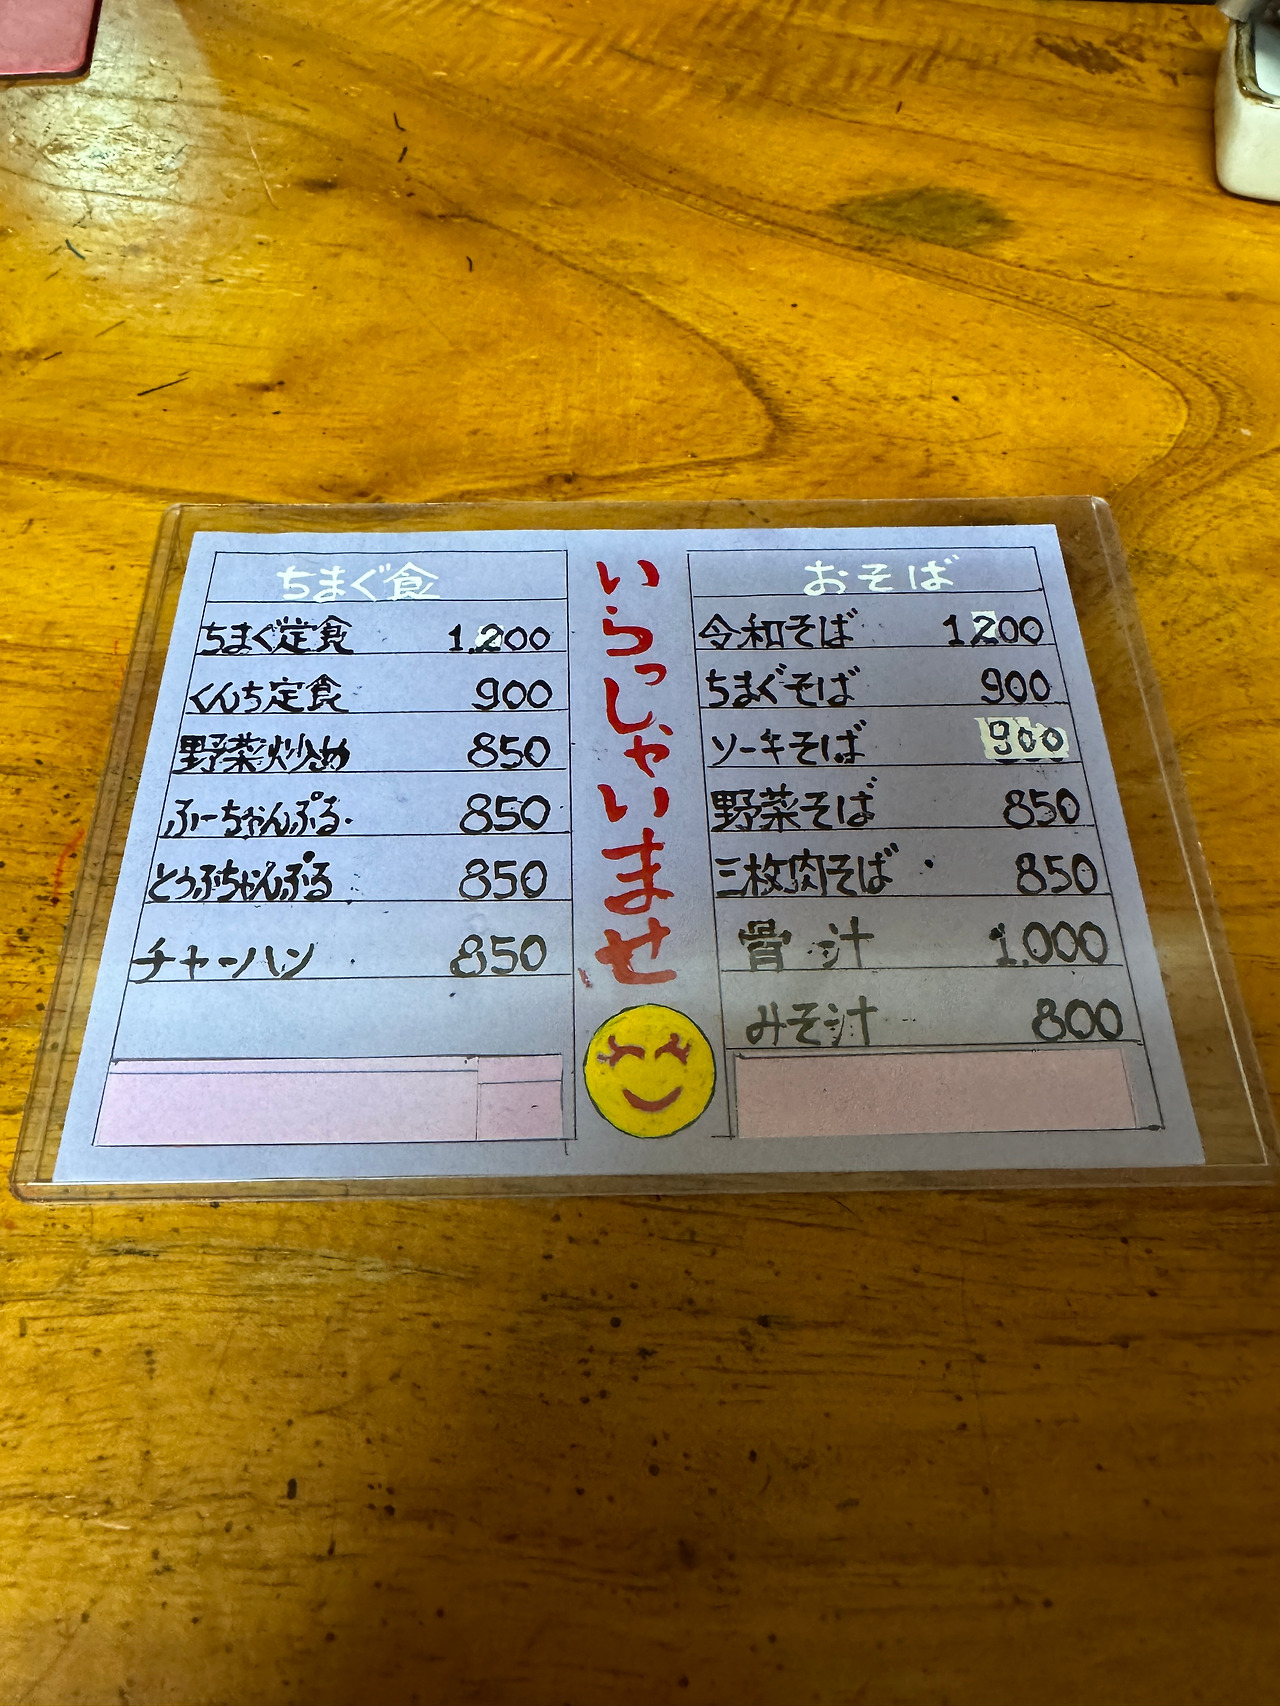 ちまぐ食
ちまぐ定食 1,200
くんち定食 900
野菜炒め 850
ふーちゃんぷる 850
とうふちゃんぷる 850
チャーハン 850
いらっしゃいませ
おそば
令和そば 1200
ちまぐそば 900
ソーキそば 900
野菜そば 850
三枚肉そば 850
骨汁 1,000
みそ汁 800